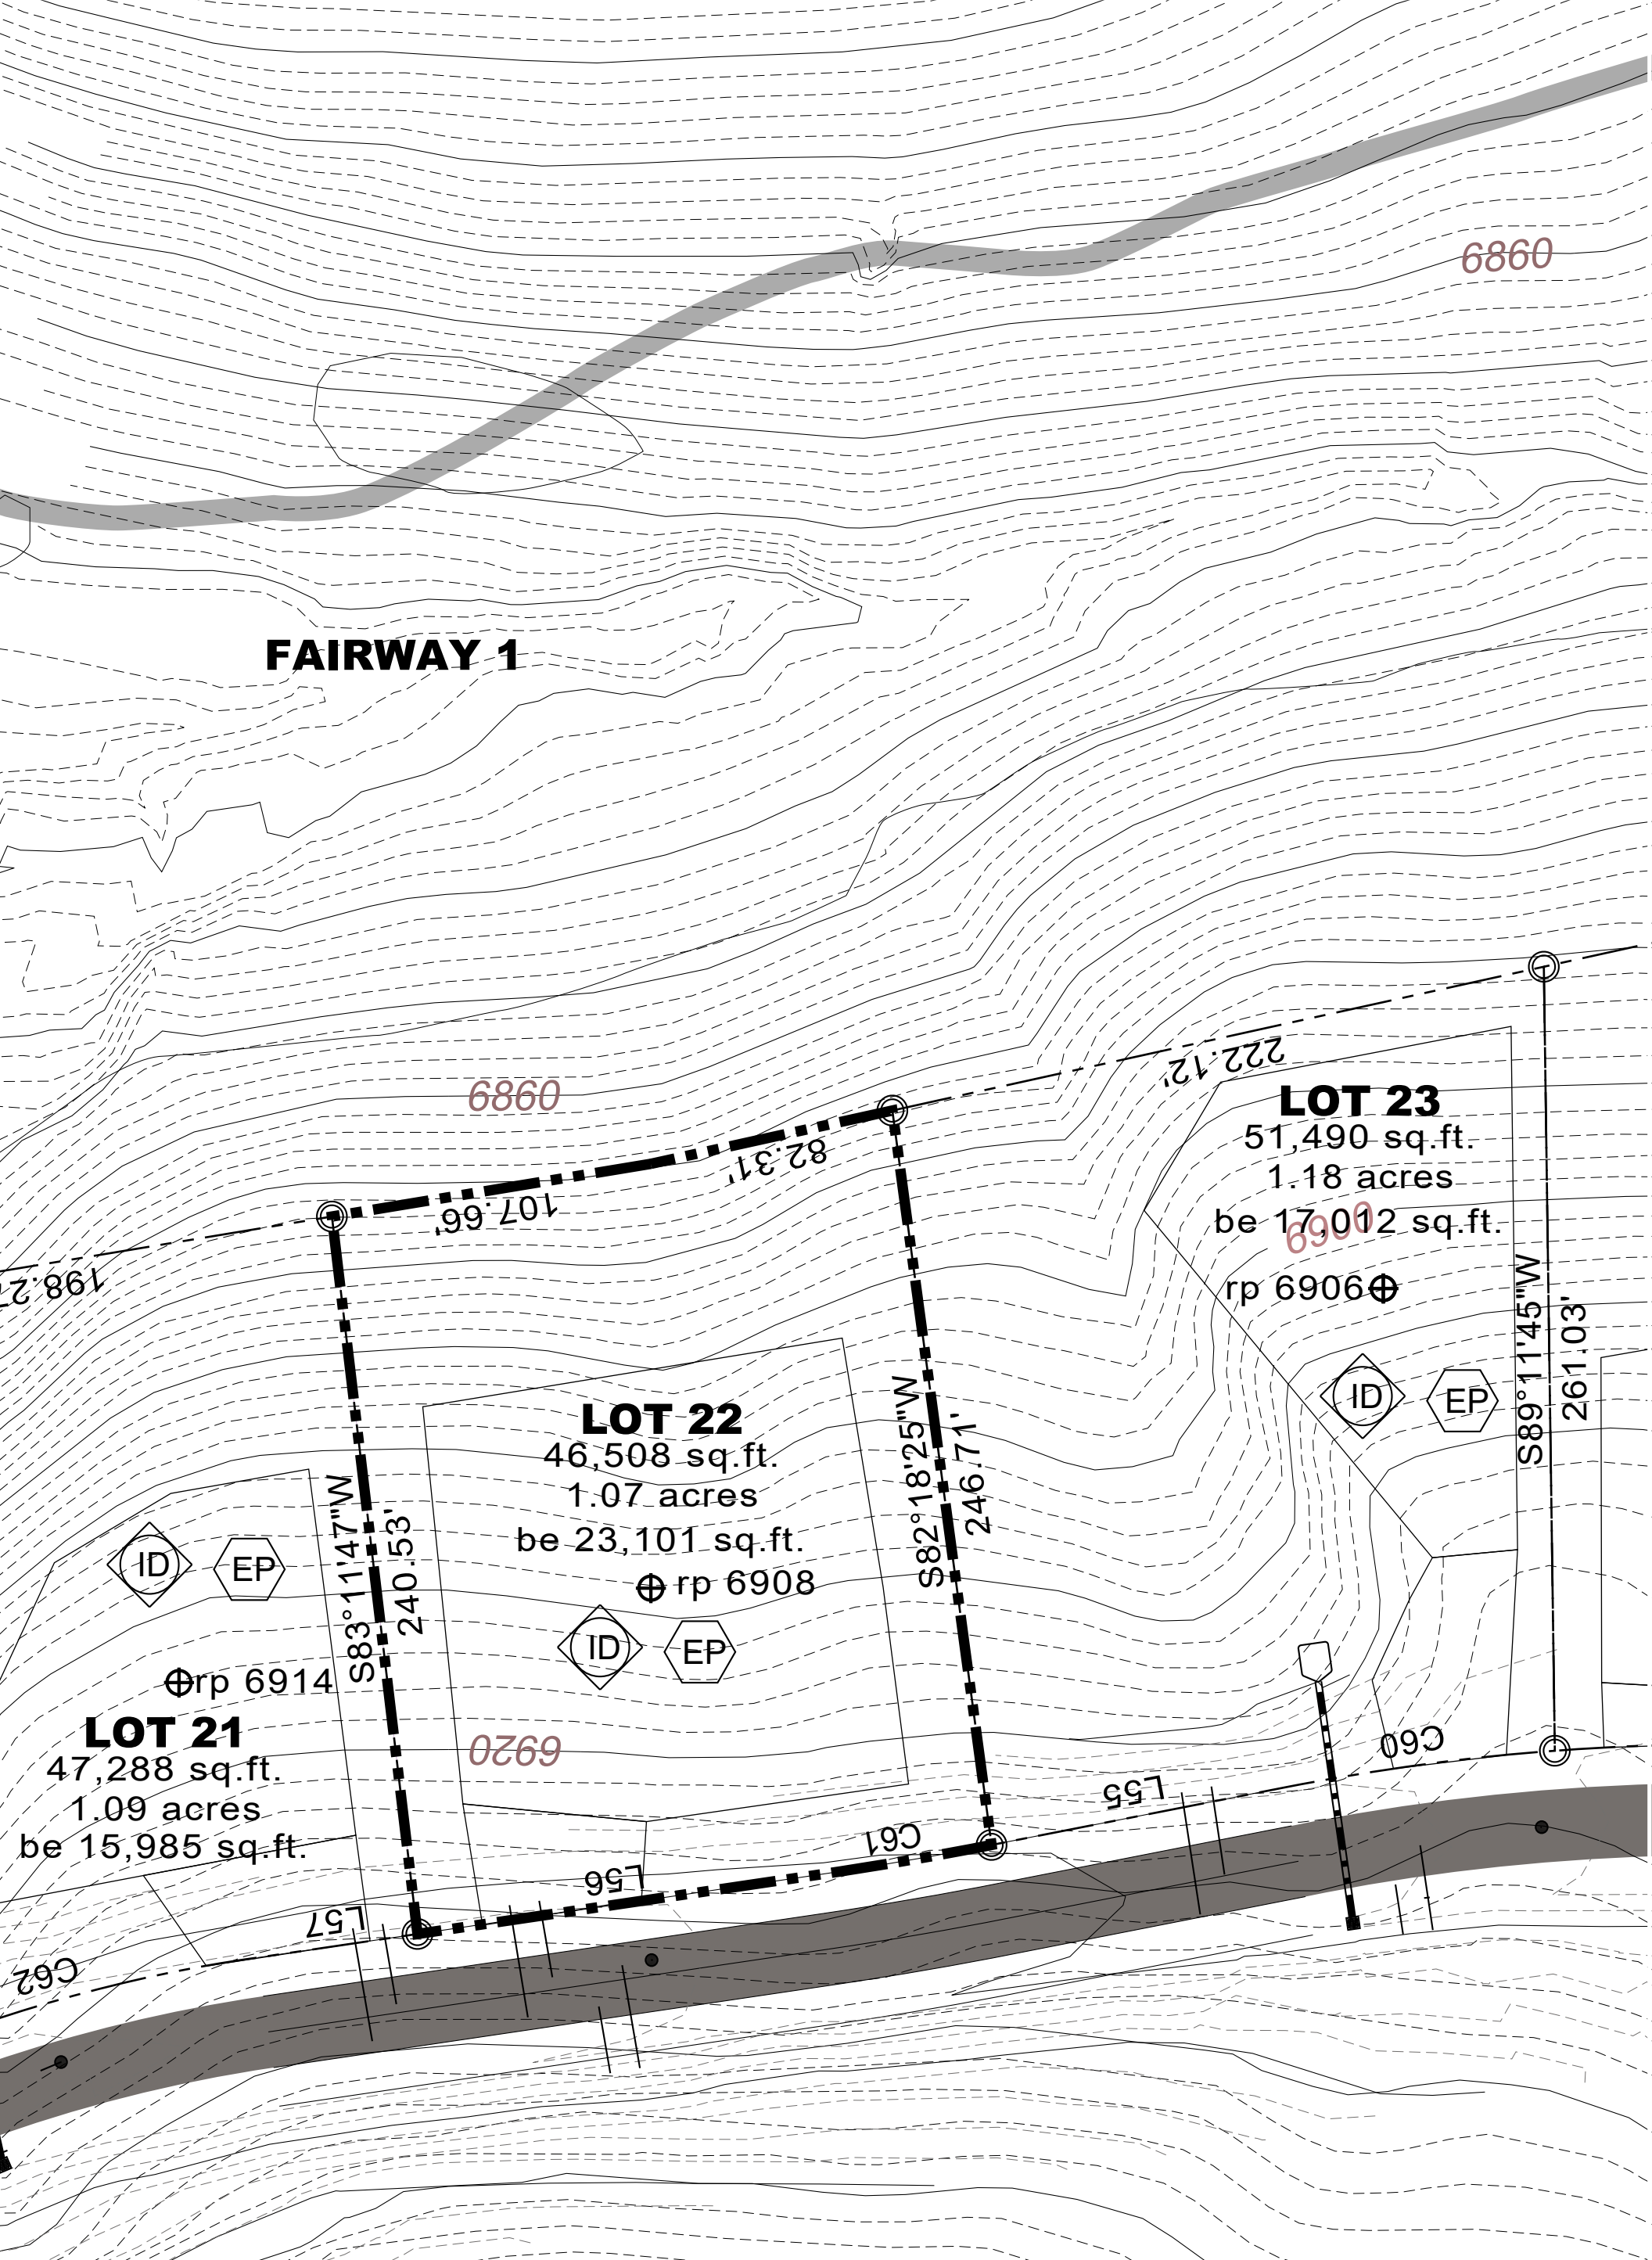 6860
FAIRWAY 1
222.12'
6860
LOT 23
51,490 sq.ft.
1.18 acres
be 17,012 sq.ft.
6900
rp 6906
ID
EP
S89°11'45"W
261.03'
82.31'
107.66'
LOT 22
46,508 sq.ft.
1.07 acres
be 23,101 sq.ft.
rp 6908
ID
EP
S82°18'25"W
246.71'
S83°11'47"W
240.53'
ID
EP
rp 6914
LOT 21
47,288 sq.ft.
1.09 acres
be 15,985 sq.ft.
6920
C60
L55
C61
L56
L57
C62